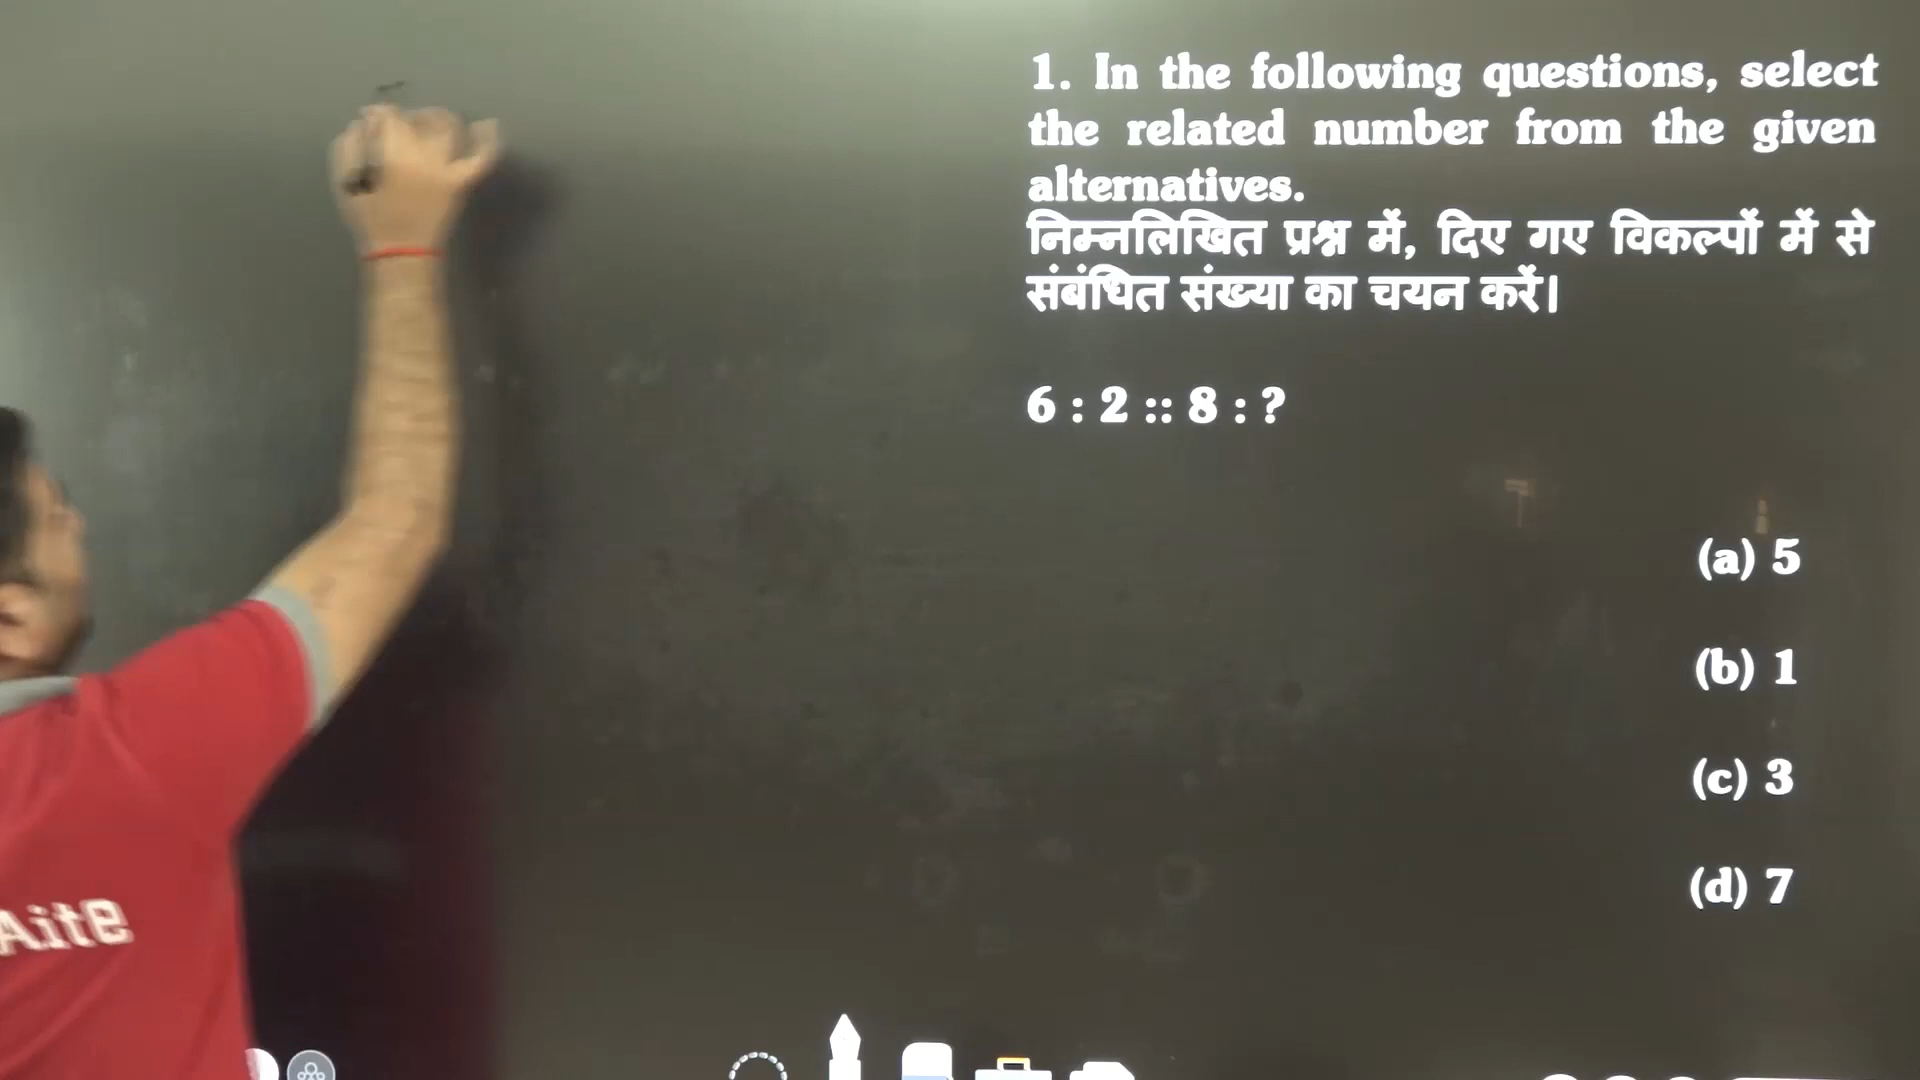 1. In the following questions, select
the related number from the given
alternatives.
निम्नलिखित प्रश्न में, दिए गए विकल्पों में से
संबंधित संख्या का चयन करें।
6 : 2 :: 8 : ?
(a) 5
(b) 1
(c) 3
(d) 7
Aite